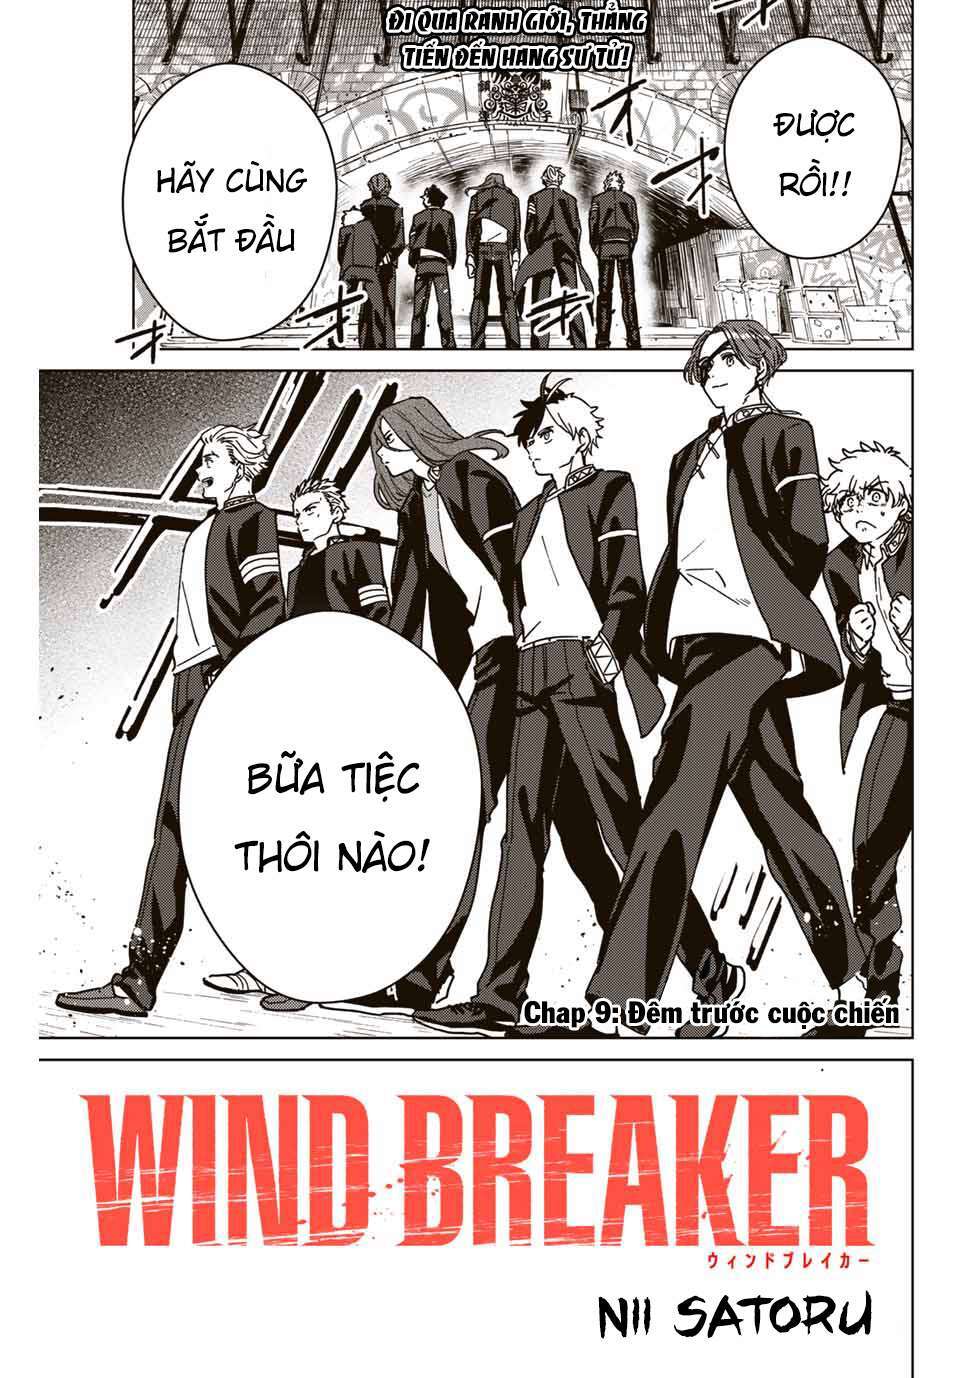 ĐI QUA RANH GIỚI, THẲNG
TIẾN ĐẾN HANG SƯ TỬ!
ĐƯỢC
RỒI!!
HÃY CÙNG
BẮT ĐẦU
BỮA TIỆC
THÔI NÀO!
Chap 9: Đêm trước cuộc chiến
WIND BREAKER
ウィンドブレイカー
NII SATORU